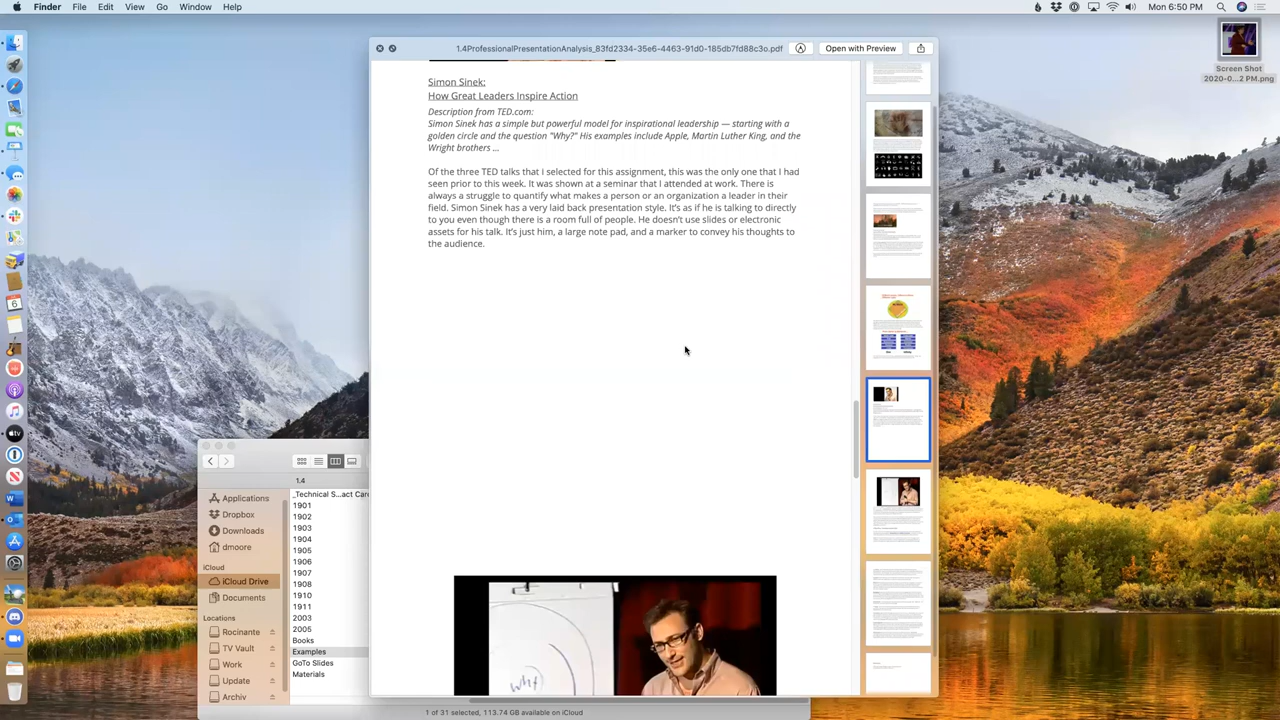 Finder File Edit View Go Window Help
Mon 6:50 PM
1.4ProfessionalPresentationAnalysis_83fd2334-35e6-4463-91d0-185db7fd88c3o.pdf
Open with Preview
Screen Shot
2020-0...2 PM.png
Simon Sinek:
How Great Leaders Inspire Action
Description from TED.com:
Simon Sinek has a simple but powerful model for inspirational leadership — starting with a
golden circle and the question "Why?" His examples include Apple, Martin Luther King, and the
Wright brothers ...
Of the three TED talks that I selected for this assignment, this was the only one that I had
seen prior to this week. It was shown at a seminar that I attended at work. There is
always a struggle to quantify what makes a person or an organization a leader in their
field. Simon Sinek has a very laid back presentation style. It's as if he is talking to directly
to you even though there is a room full of people. He doesn't use slides or electronic
assets for his talk. It's just him, a large note pad, and a marker to convey his thoughts to
the audience.
why
1.4
Applications
Dropbox
Downloads
dmoore
iCloud
iCloud Drive
Documents
Locations
Rocinante
TV Vault
Work
Update
Archiv
_Technical S...act Card
1901
1902
1903
1904
1905
1906
1907
1908
1910
1911
2003
2005
Books
Examples
GoTo Slides
Materials
1 of 31 selected, 113.74 GB available on iCloud